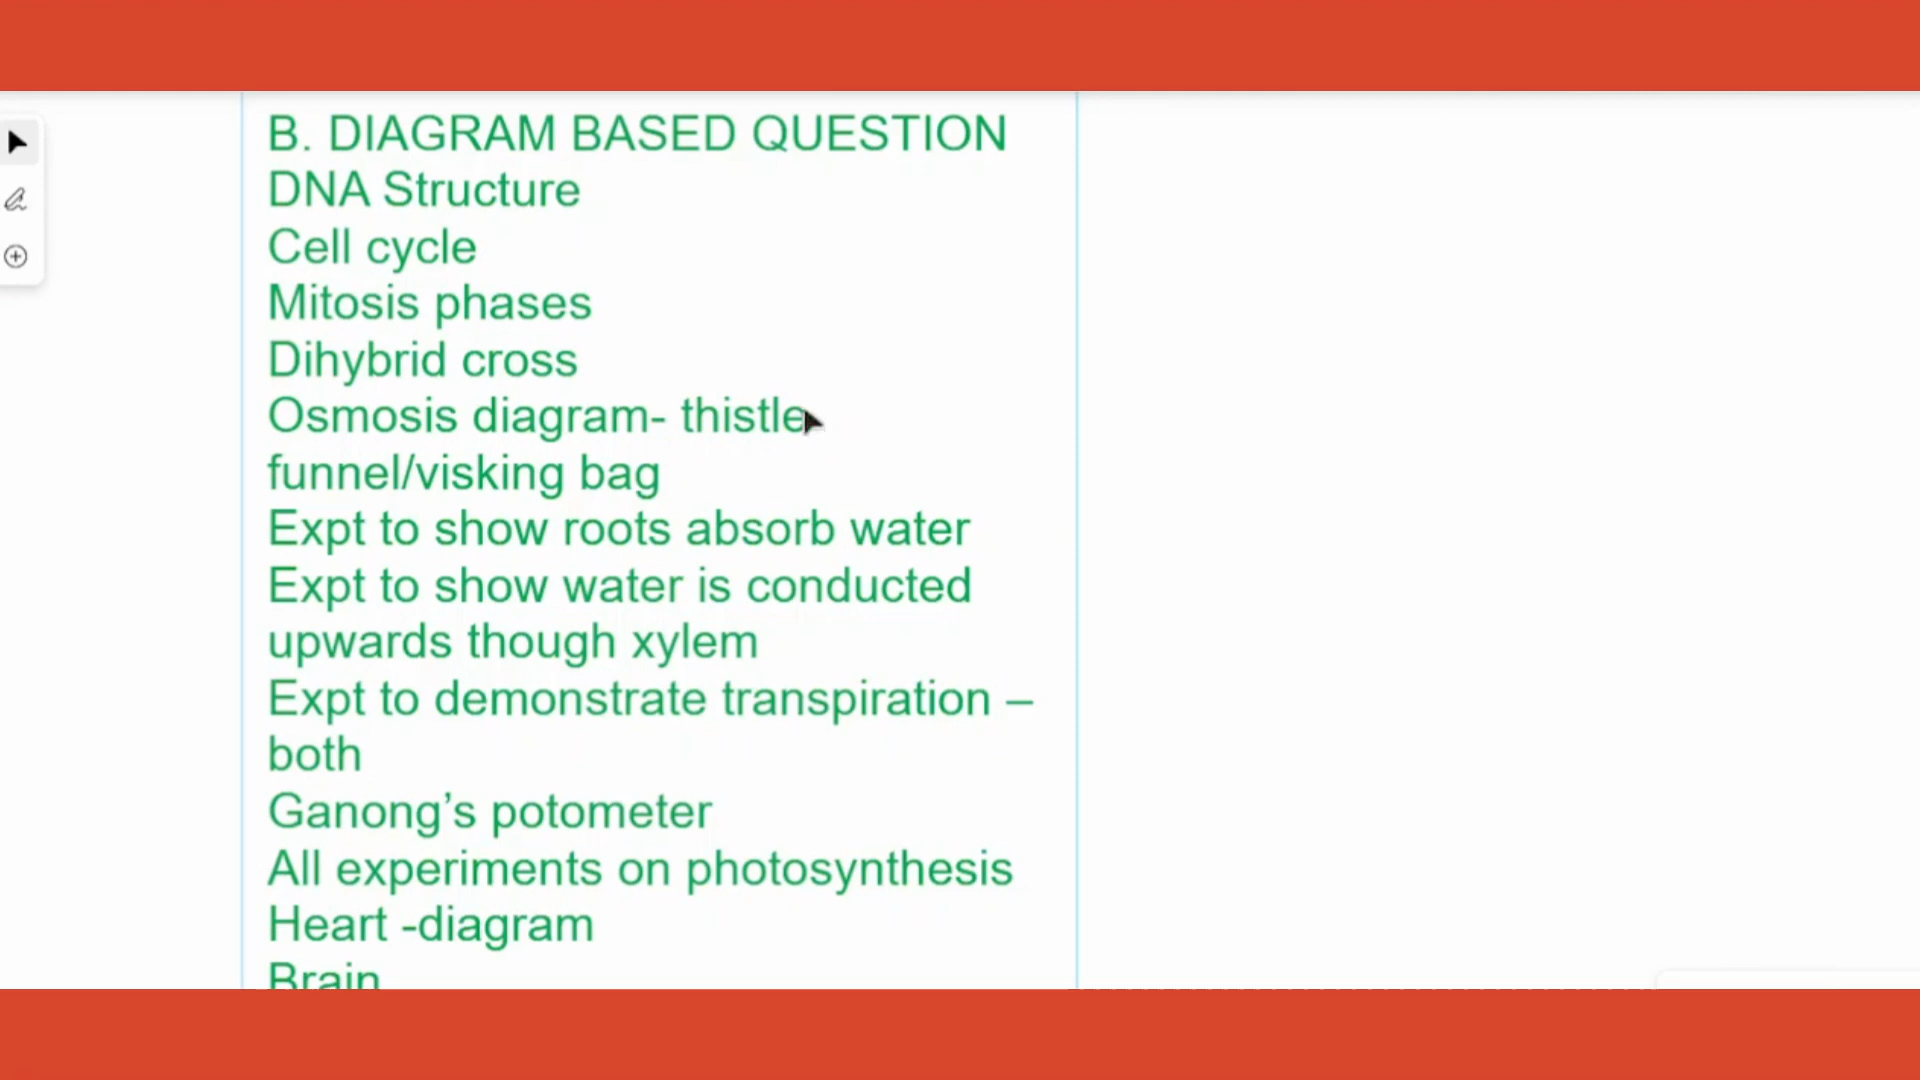 B. DIAGRAM BASED QUESTION
DNA Structure
Cell cycle
Mitosis phases
Dihybrid cross
Osmosis diagram- thistle
funnel/visking bag
Expt to show roots absorb water
Expt to show water is conducted
upwards though xylem
Expt to demonstrate transpiration –
both
Ganong’s potometer
All experiments on photosynthesis
Heart -diagram
Brain